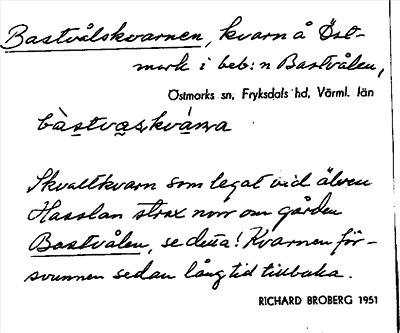 Bastvålskvarnen, kvarn å Öst-
mark i beb:n Bastvålen,
Östmarks sn, Fryksdals hd, Värml. län
Skvaltkvarn som legat vid älven
Hasslan strax norr om gården
Bastvålen, se detta! Kvarnen för-
svunnen sedan lång tid tillbaka.
RICHARD BROBERG 1951